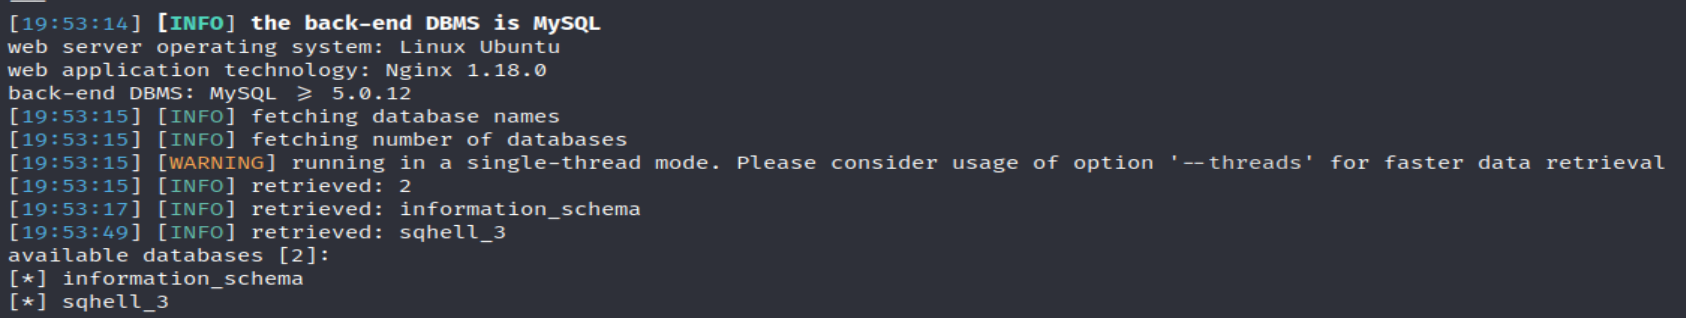 [19:53:14] [INFO] the back-end DBMS is MySQL
web server operating system: Linux Ubuntu
web application technology: Nginx 1.18.0
back-end DBMS: MySQL ≥ 5.0.12
[19:53:15] [INFO] fetching database names
[19:53:15] [INFO] fetching number of databases
[19:53:15] [WARNING] running in a single-thread mode. Please consider usage of option '--threads' for faster data retrieval
[19:53:15] [INFO] retrieved: 2
[19:53:17] [INFO] retrieved: information_schema
[19:53:49] [INFO] retrieved: sqhell_3
available databases [2]:
[*] information_schema
[*] sqhell_3